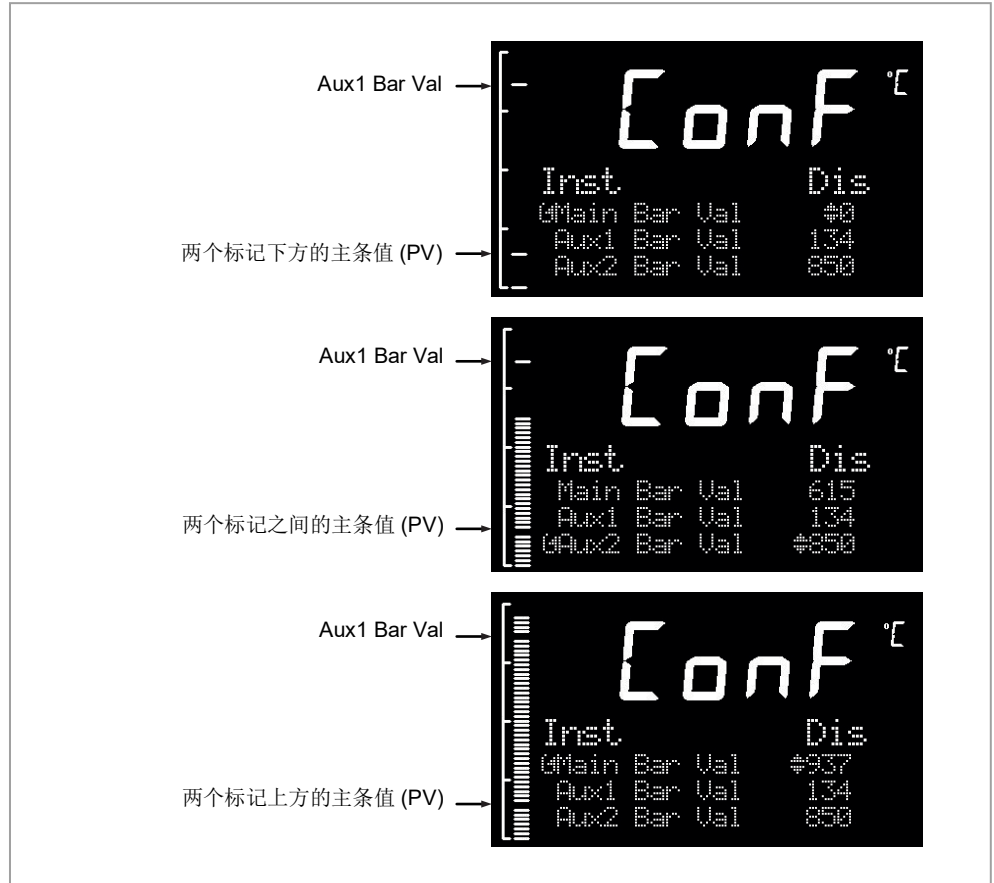 Aux1 Bar Val
ConF °C
Inst Dis
Main Bar Val 0
两个标记下方的主条值 (PV)
Aux1 Bar Val 134
Aux2 Bar Val 850
Aux1 Bar Val
ConF °C
Inst Dis
Main Bar Val 615
两个标记之间的主条值 (PV)
Aux1 Bar Val 134
Aux2 Bar Val 850
Aux1 Bar Val
ConF °C
Inst Dis
Main Bar Val 937
两个标记上方的主条值 (PV)
Aux1 Bar Val 134
Aux2 Bar Val 850